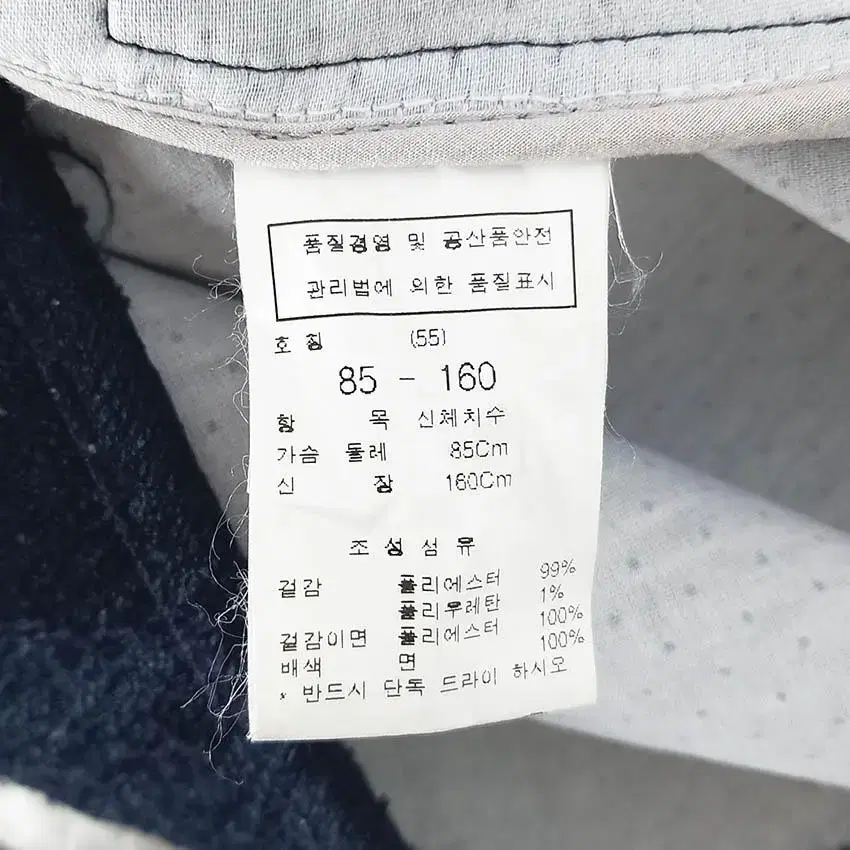 품질경영 및 공산품안전
관리법에 의한 품질표시
호 칭 (55)
85 - 160
항 목 신체치수
가슴 둘레 85Cm
신 장 160Cm
조 성 섬 유
겉감 폴리에스터 99%
폴리우레탄 1%
겉감이면 폴리에스터 100%
배색 면 100%
* 반드시 단독 드라이 하시오